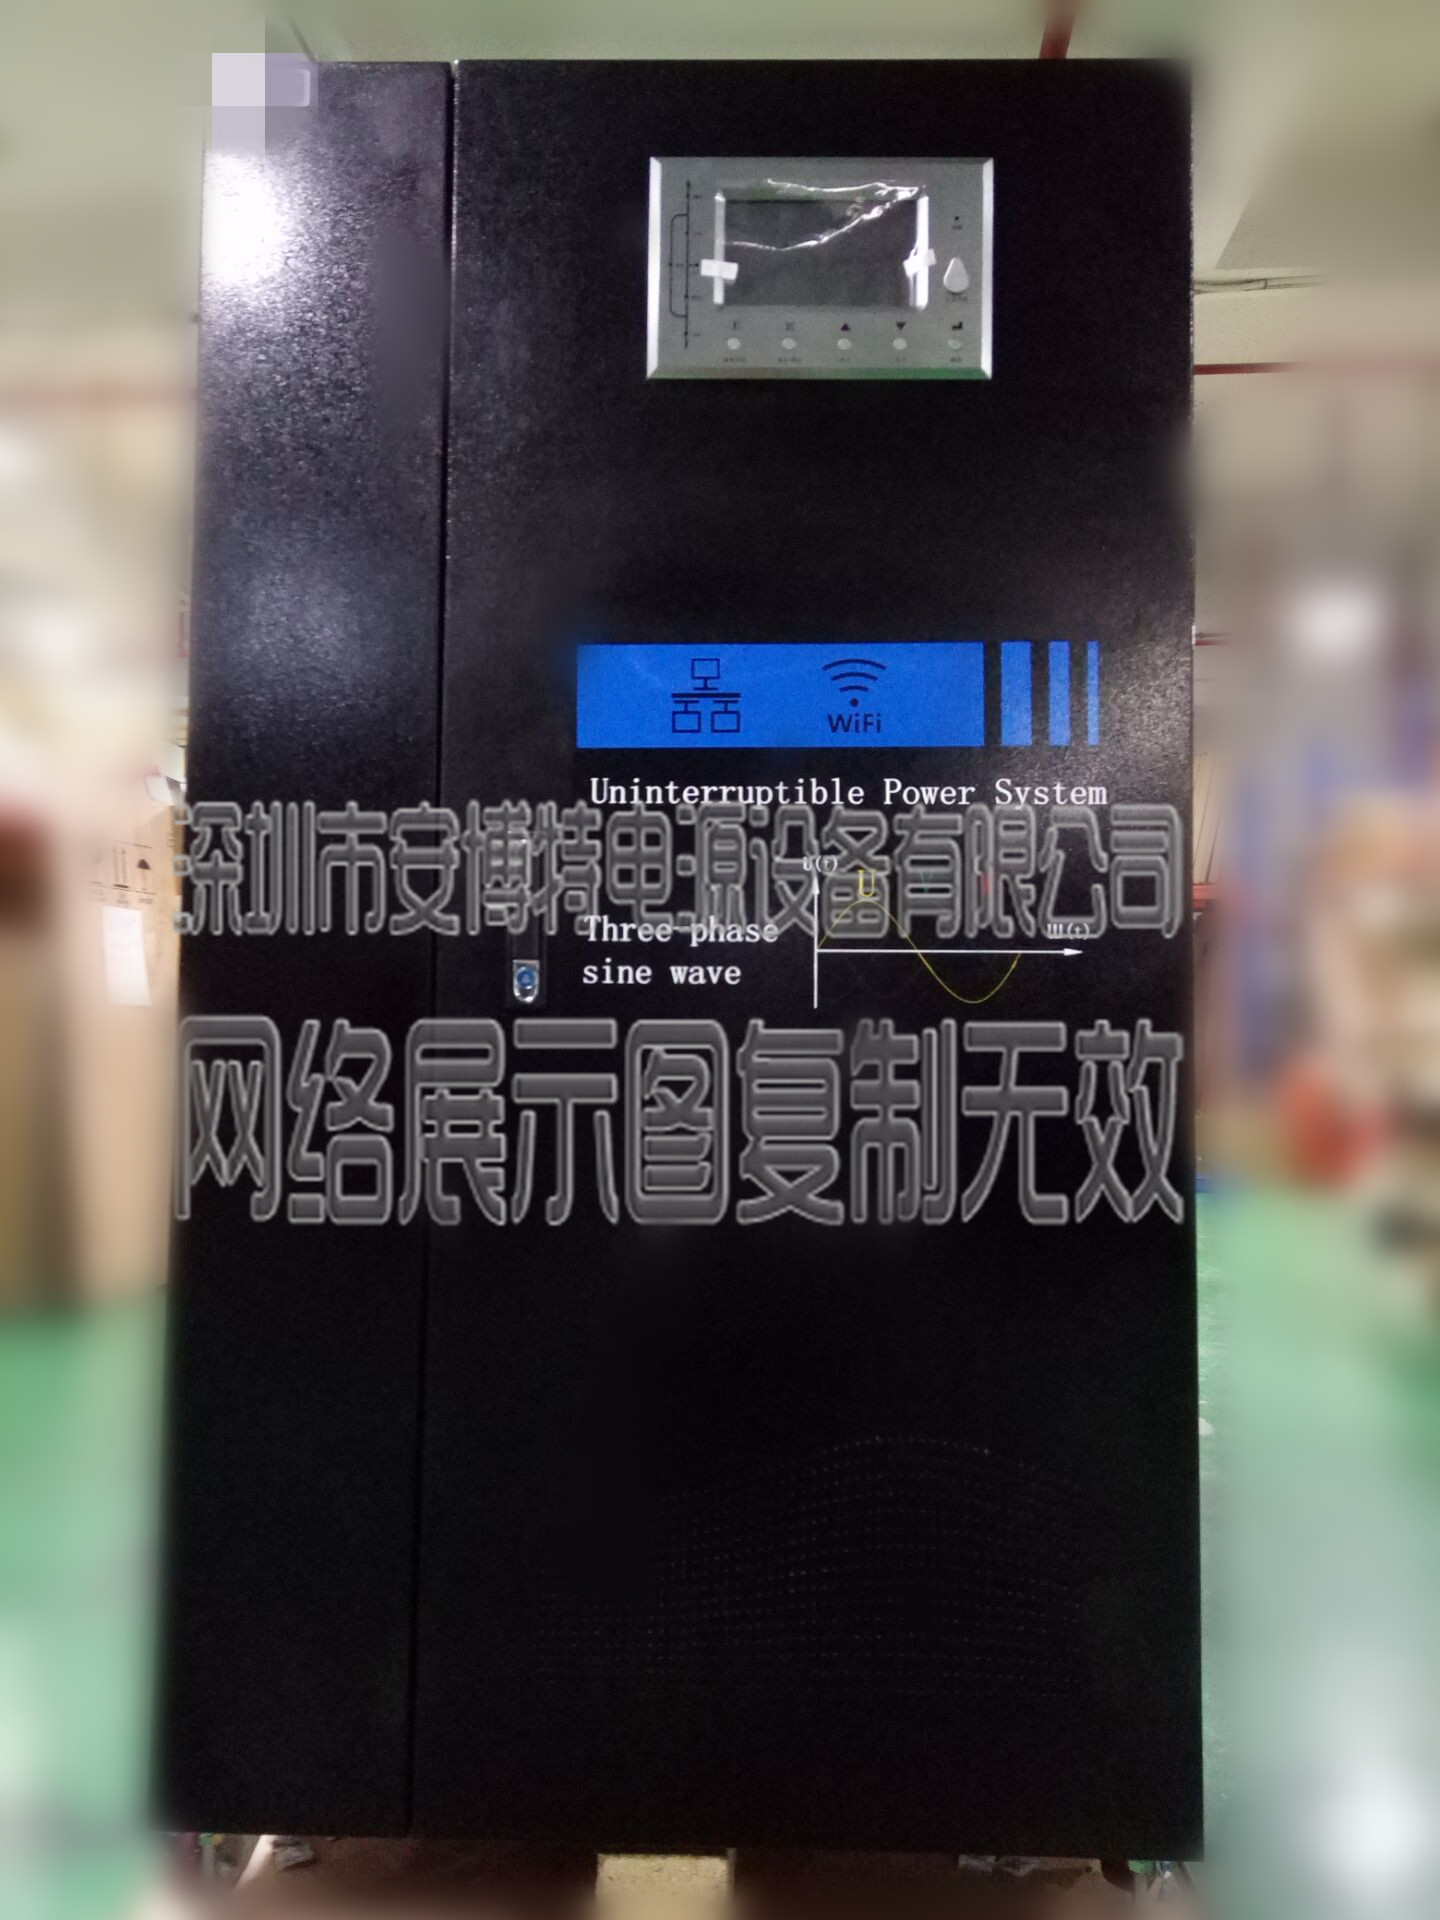 WiFi
Uninterruptible Power System
深圳市安博特电源设备有限公司
U(t)
U
Three-phase
sine wave
Ш(t)
网络展示图复制无效